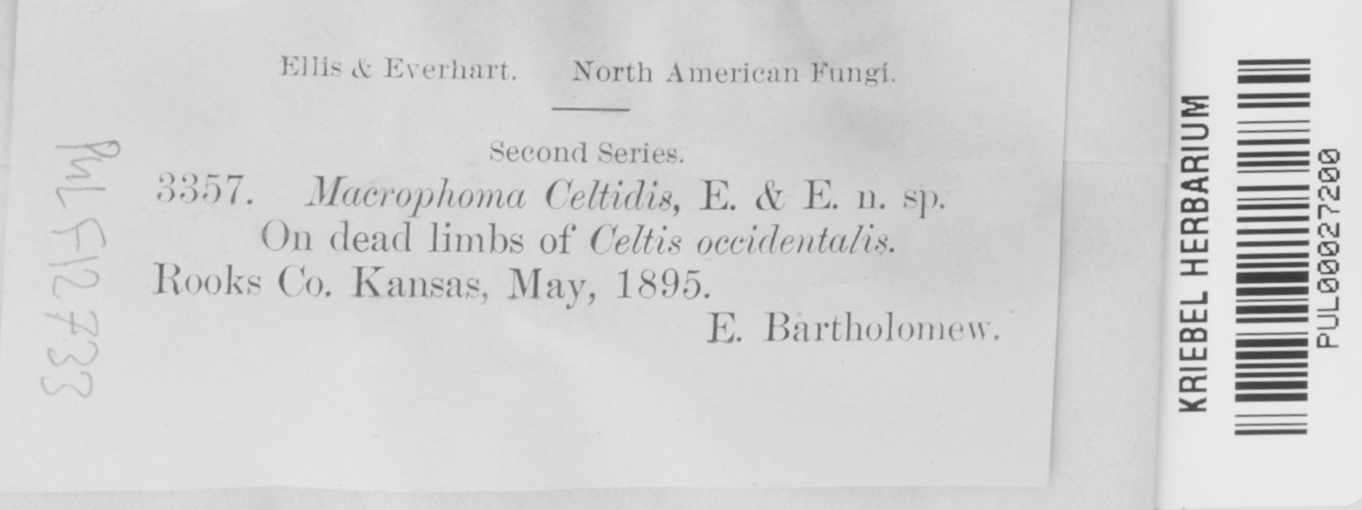 Ellis & Everhart. North American Fungi.
Second Series.
3357. Macrophoma Celtidis, E. & E. n. sp.
On dead limbs of Celtis occidentalis.
Rooks Co. Kansas, May, 1895.
E. Bartholomew.
PUL F12733
KRIEBEL HERBARIUM
PUL00027200